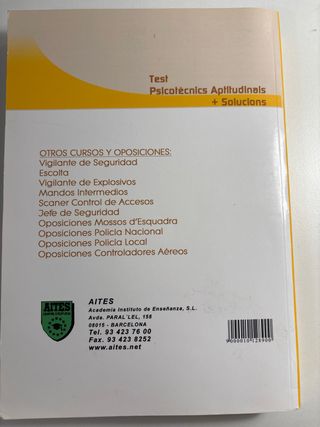 Test
Psicotècnics Aptitudinals
+ Solucions
OTROS CURSOS Y OPOSICIONES:
Vigilante de Seguridad
Escolta
Vigilante de Explosivos
Mandos Intermedios
Scaner Control de Accesos
Jefe de Seguridad
Oposiciones Mossos d'Esquadra
Oposiciones Policía Nacional
Oposiciones Policía Local
Oposiciones Controladores Aéreos
AITES
AITES
Academia Instituto de Enseñanza, S.L.
Avda. PARAL´LEL, 158
08015 - BARCELONA
Tel. 93 423 76 00
Fax. 93 423 8252
www.aites.net
9000010128900